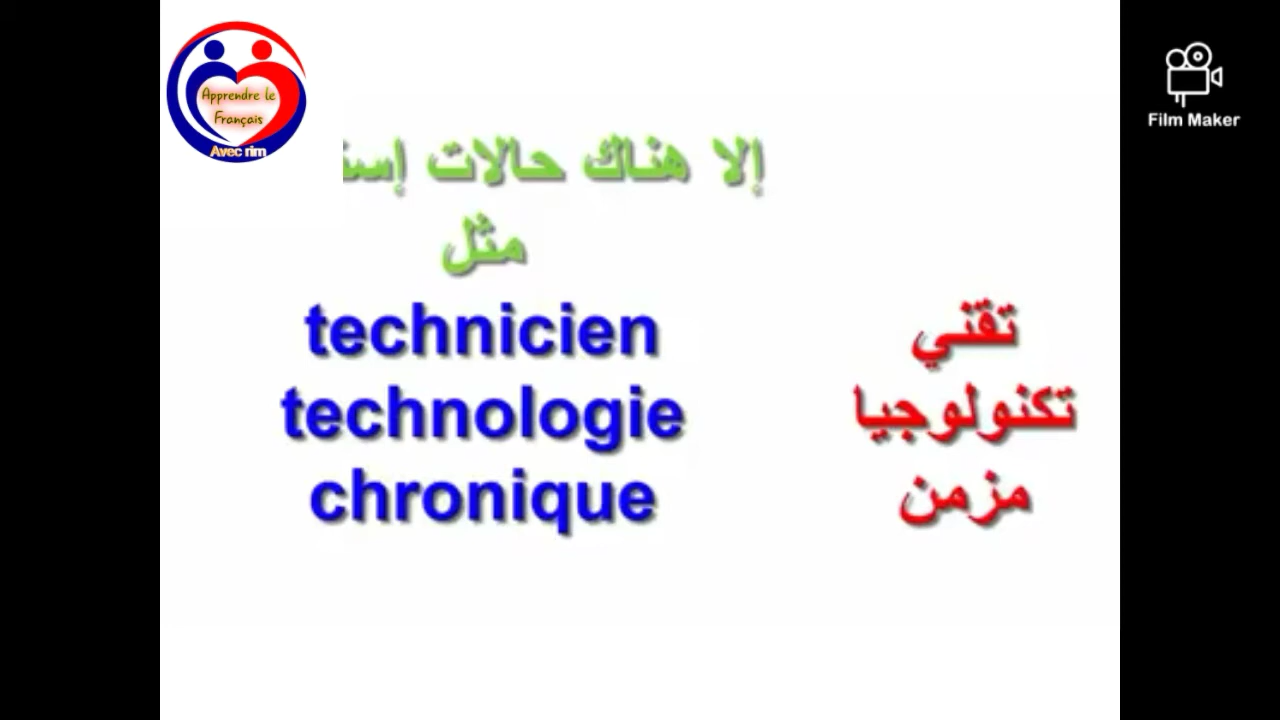 Apprendre le
Français
Avec rim
Film Maker
إلا هناك حالات
مثل
technicien تقني
technologie تكنولوجيا
chronique مزمن